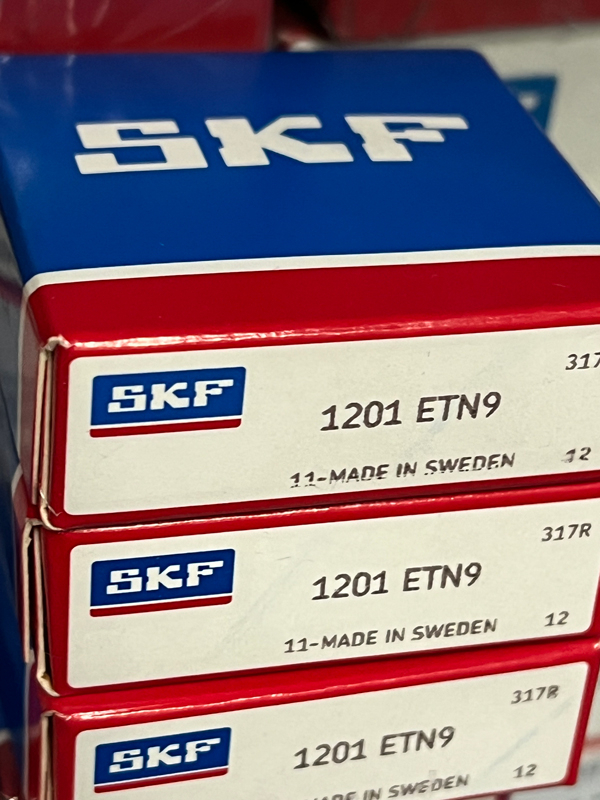 SKF
317
SKF
1201 ETN9
11-MADE IN SWEDEN 12
317R
SKF
1201 ETN9
11-MADE IN SWEDEN 12
317R
SKF
1201 ETN9
MADE IN SWEDEN 12